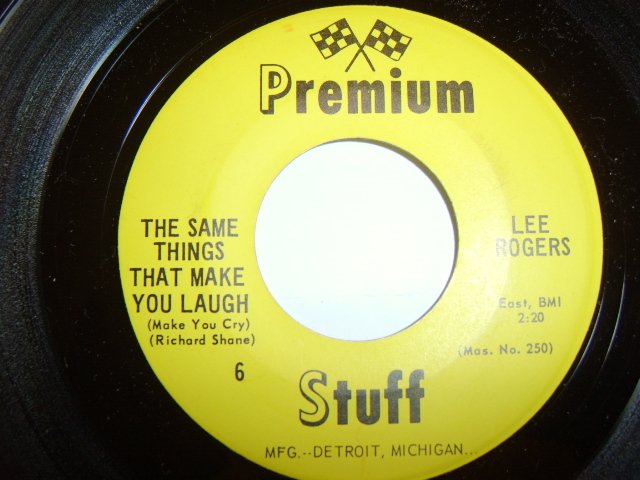 Premium
THE SAME
THINGS
THAT MAKE
YOU LAUGH
(Make You Cry)
(Richard Shane)
6
LEE
ROGERS
East, BMI
2:20
(Mas. No. 250)
Stuff
MFG.--DETROIT, MICHIGAN...